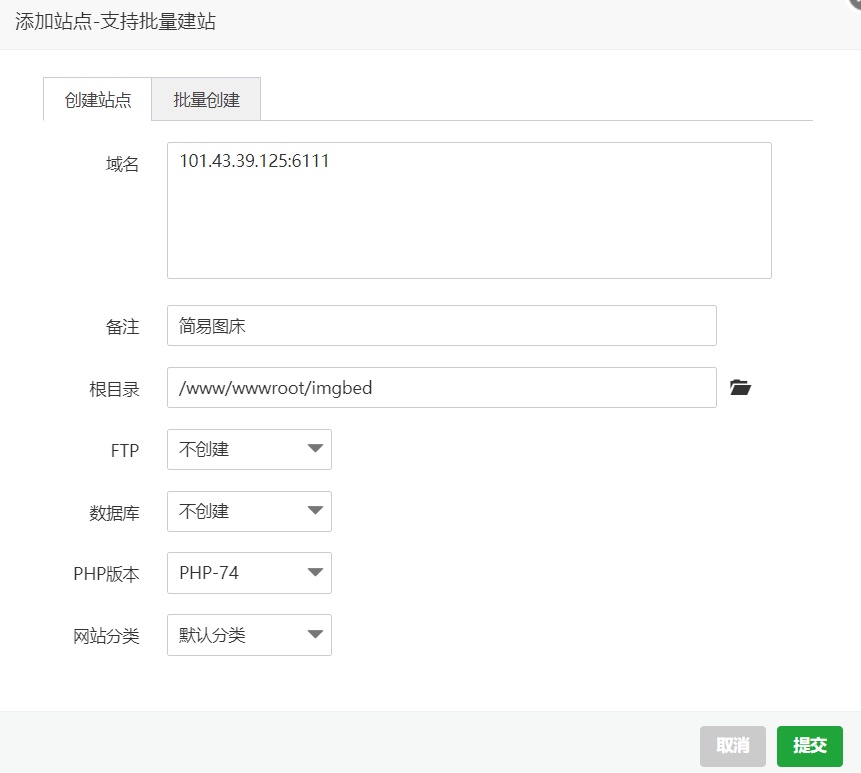 添加站点-支持批量建站
创建站点 批量创建
域名 101.43.39.125:6111
备注 简易图床
根目录 /www/wwwroot/imgbed
FTP 不创建
数据库 不创建
PHP版本 PHP-74
网站分类 默认分类
取消 提交